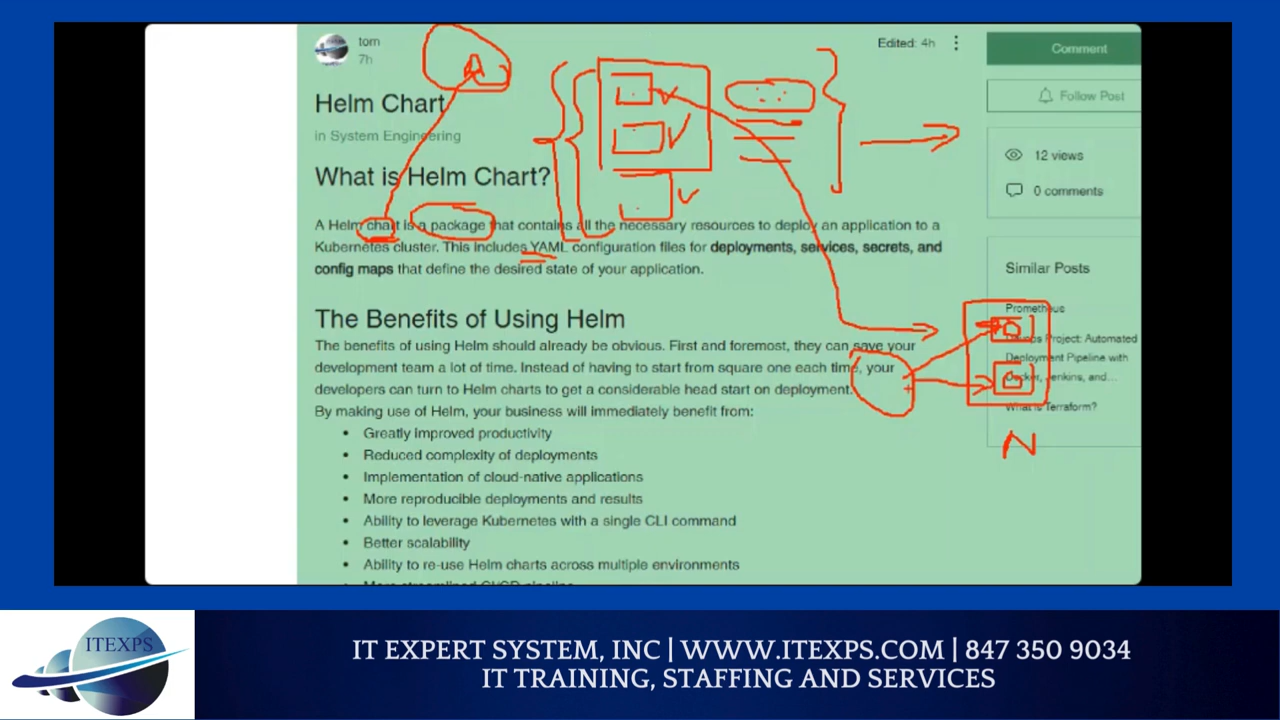 tom
7h
Edited: 4h
A
Helm Chart
in System Engineering
What is Helm Chart?
A Helm chart is a package that contains all the necessary resources to deploy an application to a
Kubernetes cluster. This includes YAML configuration files for deployments, services, secrets, and
config maps that define the desired state of your application.
The Benefits of Using Helm
The benefits of using Helm should already be obvious. First and foremost, they can save your
development team a lot of time. Instead of having to start from square one each time, your
developers can turn to Helm charts to get a considerable head start on deployment.
By making use of Helm, your business will immediately benefit from:
• Greatly improved productivity
• Reduced complexity of deployments
• Implementation of cloud-native applications
• More reproducible deployments and results
• Ability to leverage Kubernetes with a single CLI command
• Better scalability
• Ability to re-use Helm charts across multiple environments
Comment
Follow Post
12 views
0 comments
Similar Posts
Prometheus
Project: Automated
Deployment Pipeline with
Docker, Jenkins, and...
What is Terraform?
N
ITEXPS
IT EXPERT SYSTEM, INC | WWW.ITEXPS.COM | 847 350 9034
IT TRAINING, STAFFING AND SERVICES